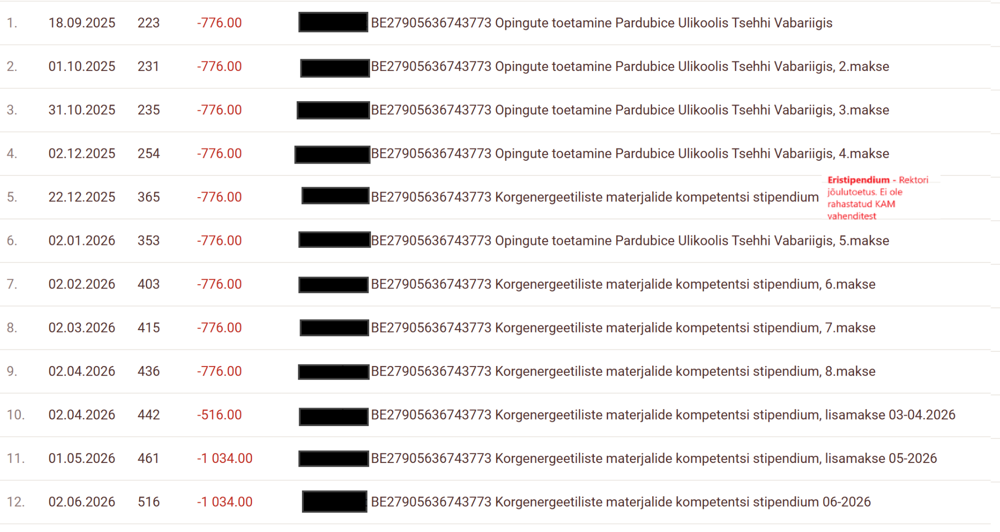 1. 18.09.2025 223 -776.00 BE27905636743773 Opingute toetamine Pardubice Ulikoolis Tsehhi Vabariigis
2. 01.10.2025 231 -776.00 BE27905636743773 Opingute toetamine Pardubice Ulikoolis Tsehhi Vabariigis, 2.makse
3. 31.10.2025 235 -776.00 BE27905636743773 Opingute toetamine Pardubice Ulikoolis Tsehhi Vabariigis, 3.makse
4. 02.12.2025 254 -776.00 BE27905636743773 Opingute toetamine Pardubice Ulikoolis Tsehhi Vabariigis, 4.makse
5. 22.12.2025 365 -776.00 BE27905636743773 Korgenergeetiliste materjalide kompetentsi stipendium
Eristipendium - Rektori
jõulutoetus. Ei ole
rahastatud KAM
vahenditest
6. 02.01.2026 353 -776.00 BE27905636743773 Opingute toetamine Pardubice Ulikoolis Tsehhi Vabariigis, 5.makse
7. 02.02.2026 403 -776.00 BE27905636743773 Korgenergeetiliste materjalide kompetentsi stipendium, 6.makse
8. 02.03.2026 415 -776.00 BE27905636743773 Korgenergeetiliste materjalide kompetentsi stipendium, 7.makse
9. 02.04.2026 436 -776.00 BE27905636743773 Korgenergeetiliste materjalide kompetentsi stipendium, 8.makse
10. 02.04.2026 442 -516.00 BE27905636743773 Korgenergeetiliste materjalide kompetentsi stipendium, lisamakse 03-04.2026
11. 01.05.2026 461 -1 034.00 BE27905636743773 Korgenergeetiliste materjalide kompetentsi stipendium, lisamakse 05-2026
12. 02.06.2026 516 -1 034.00 BE27905636743773 Korgenergeetiliste materjalide kompetentsi stipendium 06-2026